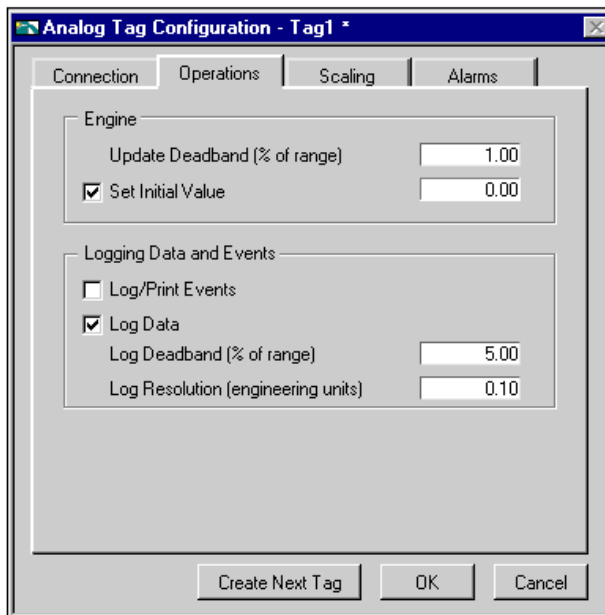 Analog Tag Configuration - Tag1 *
Connection Operations Scaling Alarms
Engine
Update Deadband (% of range) 1.00
Set Initial Value 0.00
Logging Data and Events
Log/Print Events
Log Data
Log Deadband (% of range) 5.00
Log Resolution (engineering units) 0.10
Create Next Tag OK Cancel